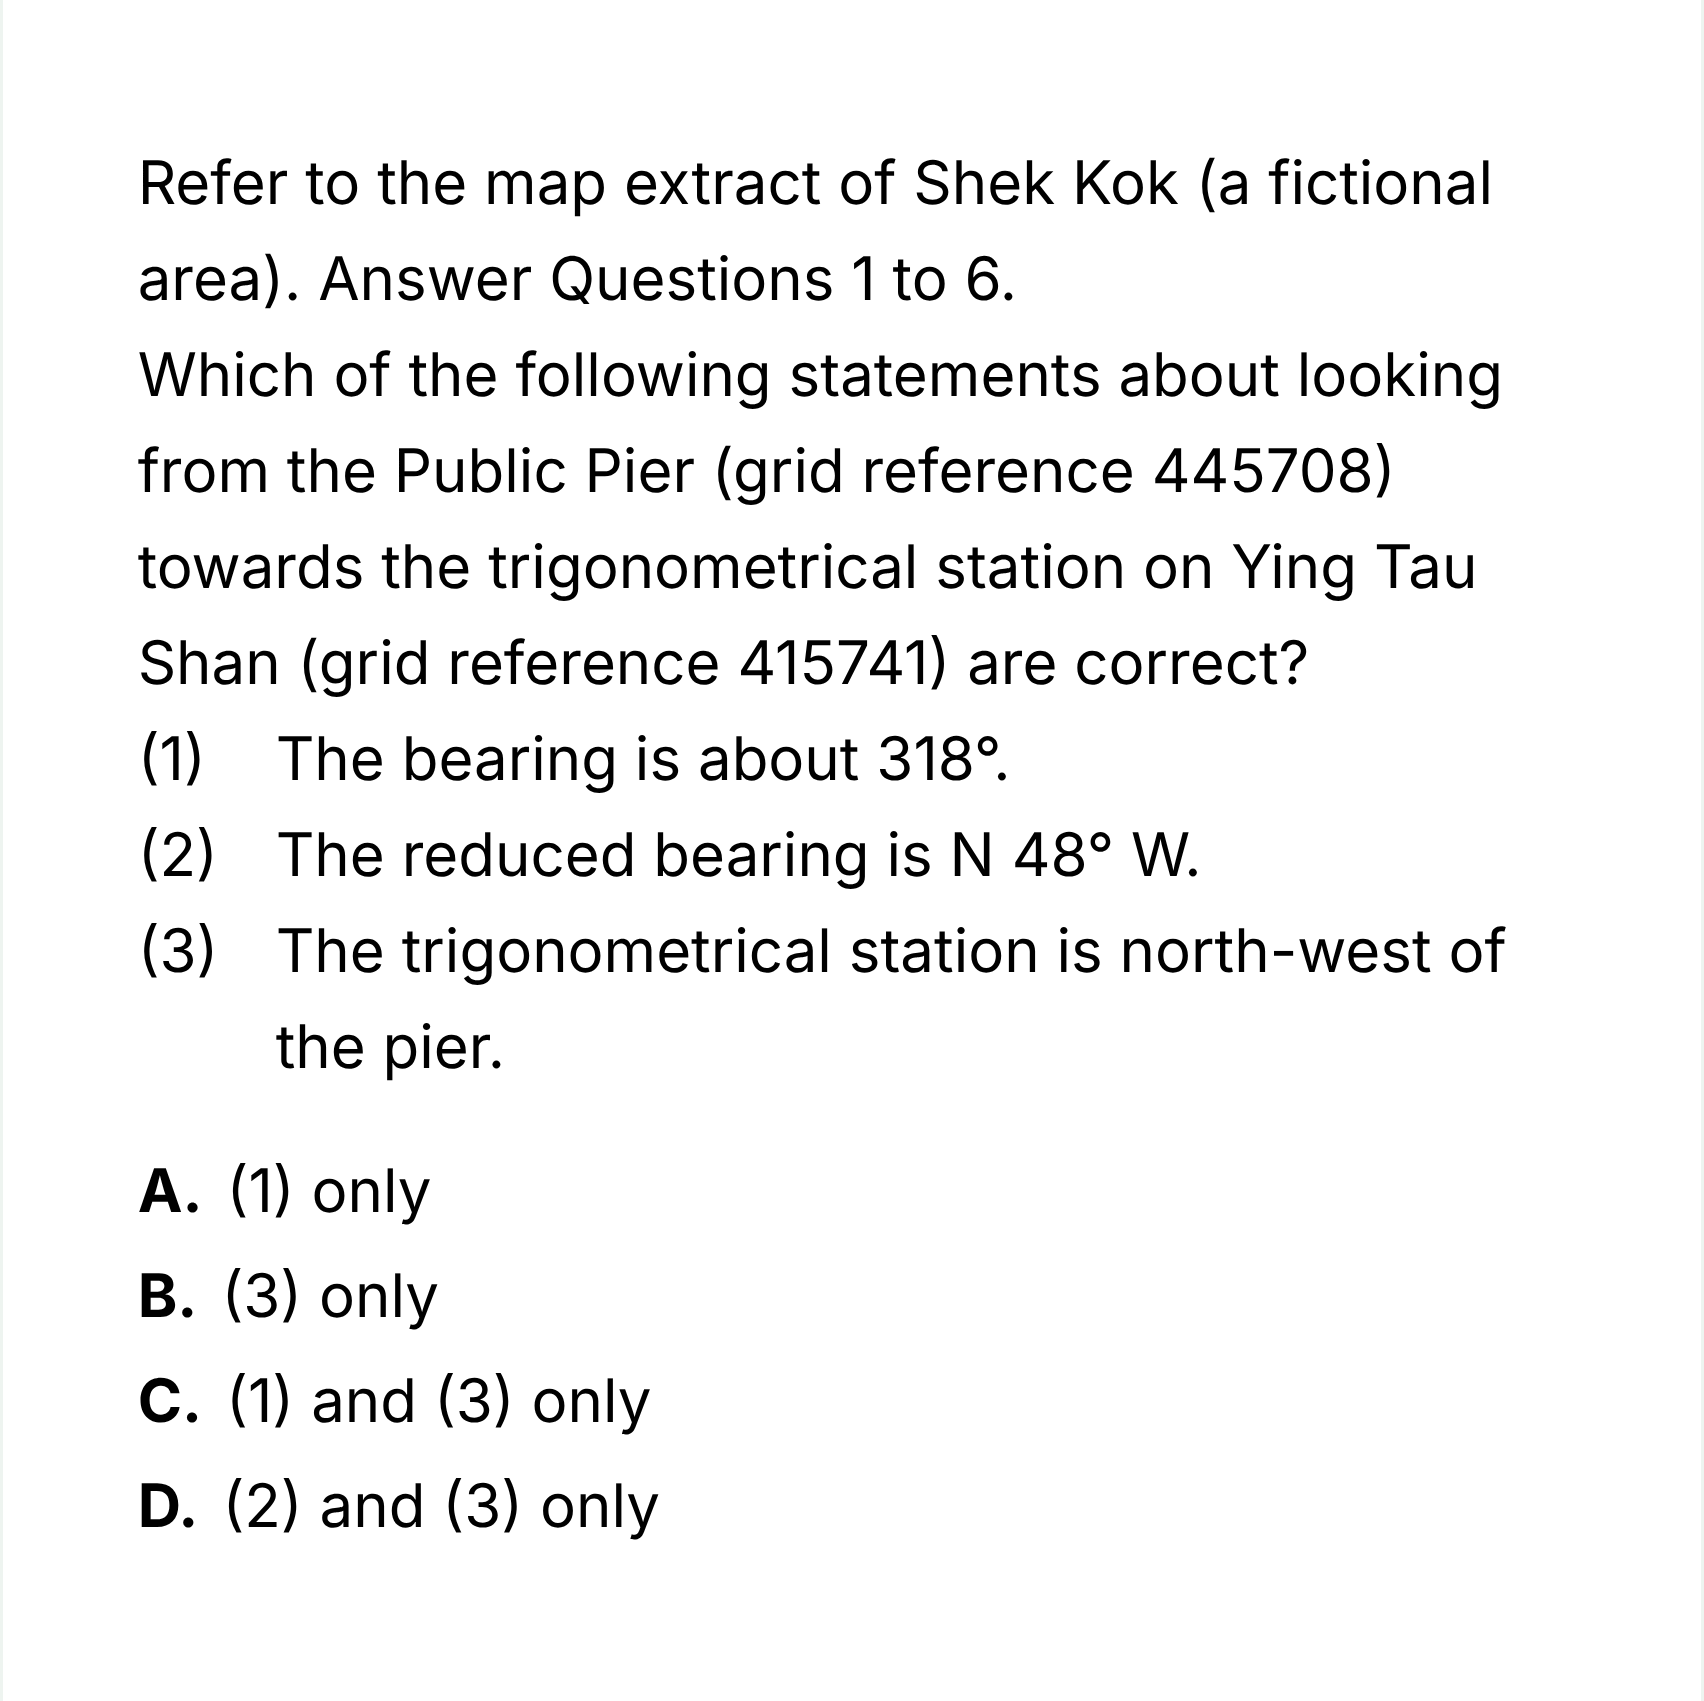 Refer to the map extract of Shek Kok (a fictional
area). Answer Questions 1 to 6.
Which of the following statements about looking
from the Public Pier (grid reference 445708)
towards the trigonometrical station on Ying Tau
Shan (grid reference 415741) are correct?
(1) The bearing is about 318°.
(2) The reduced bearing is N 48° W.
(3) The trigonometrical station is north-west of
the pier.
A. (1) only
B. (3) only
C. (1) and (3) only
D. (2) and (3) only